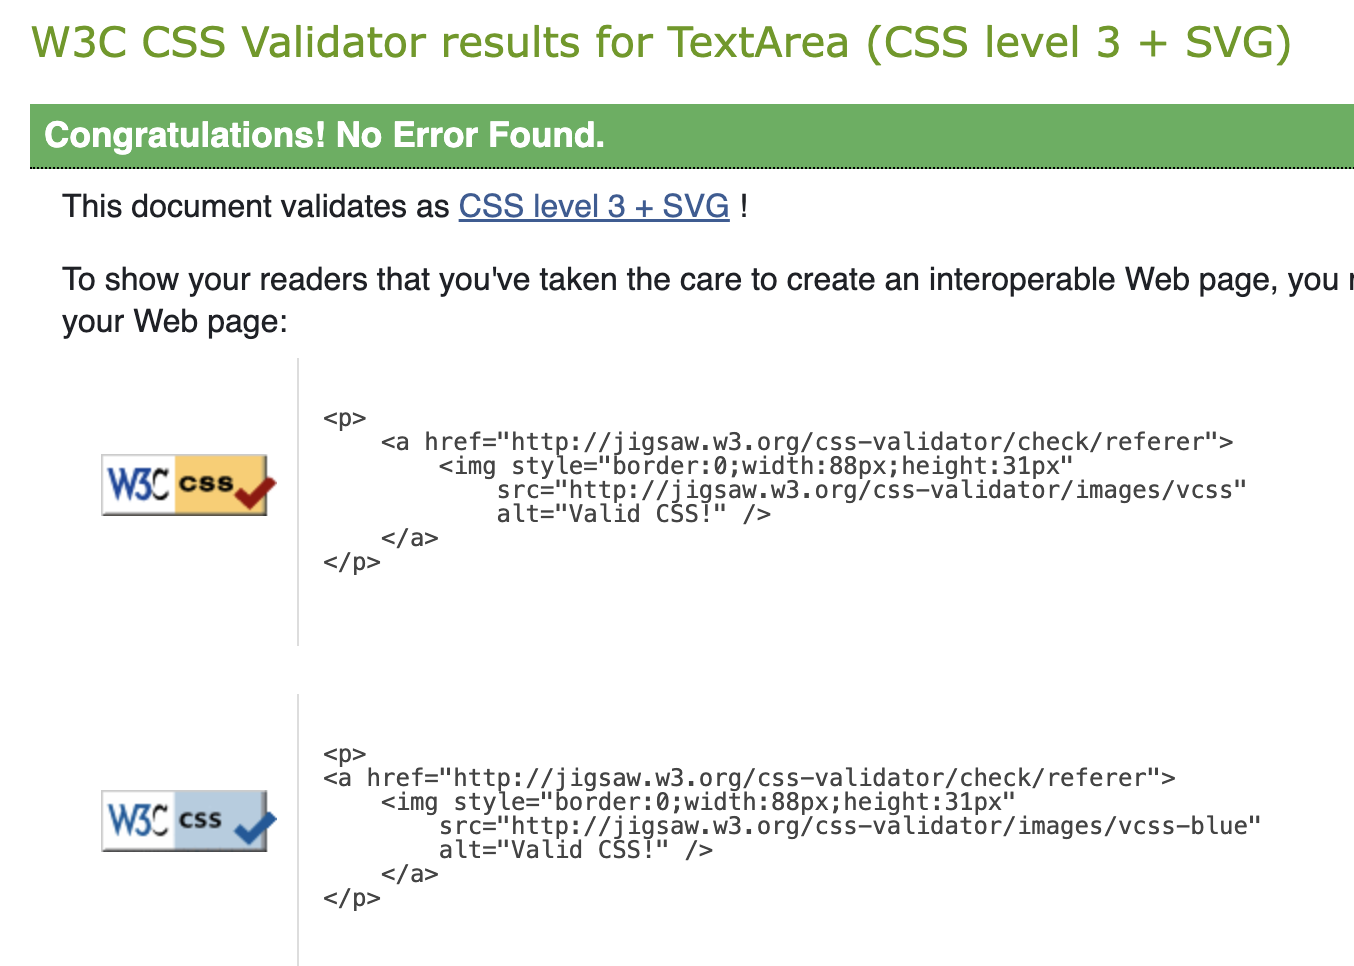 W3C CSS Validator results for TextArea (CSS level 3 + SVG)
Congratulations! No Error Found.
This document validates as CSS level 3 + SVG !
To show your readers that you've taken the care to create an interoperable Web page, you
your Web page:
W3C css
<p>
<a href="http://jigsaw.w3.org/css-validator/check/referer">
<img style="border:0;width:88px;height:31px"
src="http://jigsaw.w3.org/css-validator/images/vcss"
alt="Valid CSS!" />
</a>
</p>
W3C css
<p>
<a href="http://jigsaw.w3.org/css-validator/check/referer">
<img style="border:0;width:88px;height:31px"
src="http://jigsaw.w3.org/css-validator/images/vcss-blue"
alt="Valid CSS!" />
</a>
</p>